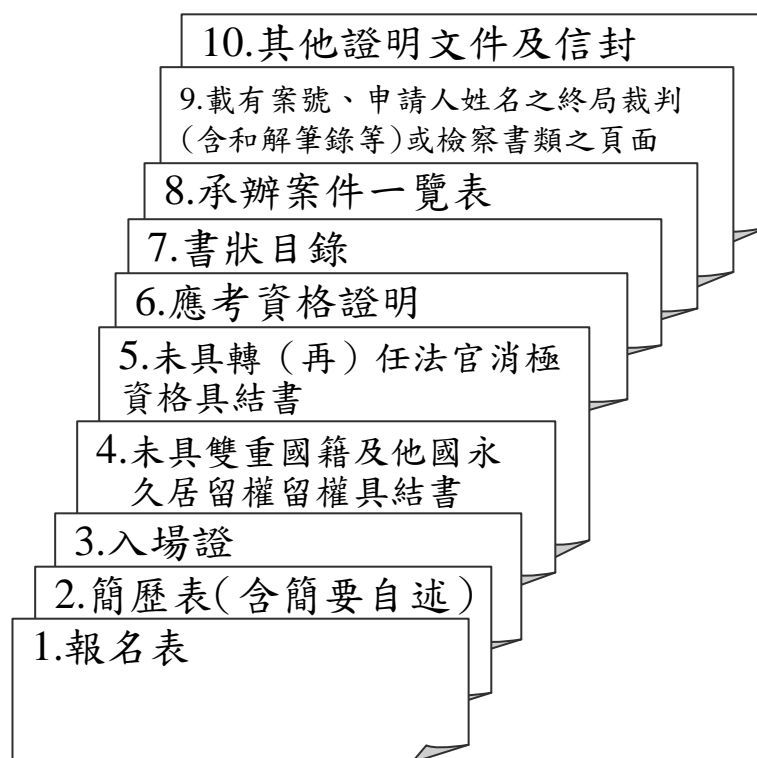 10.其他證明文件及信封
9.載有案號、申請人姓名之終局裁判
(含和解筆錄等)或檢察書類之頁面
8.承辦案件一覽表
7.書狀目錄
6.應考資格證明
5.未具轉（再）任法官消極
資格具結書
4.未具雙重國籍及他國永
久居留權留權具結書
3.入場證
2.簡歷表(含簡要自述)
1.報名表